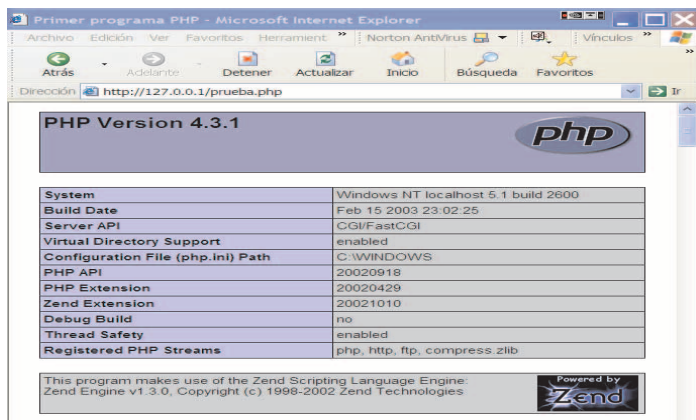 Primer programa PHP - Microsoft Internet Explorer
Archivo Edición Ver Favoritos Herramient » Norton AntiVirus Vínculos »
Atrás Adelante Detener Actualizar Inicio Búsqueda Favoritos »
Dirección http://127.0.0.1/prueba.php Ir
PHP Version 4.3.1
php
System Windows NT localhost 5.1 build 2600
Build Date Feb 15 2003 23:02:25
Server API CGI/FastCGI
Virtual Directory Support enabled
Configuration File (php.ini) Path C:\WINDOWS
PHP API 20020918
PHP Extension 20020429
Zend Extension 20021010
Debug Build no
Thread Safety enabled
Registered PHP Streams php, http, ftp, compress.zlib
This program makes use of the Zend Scripting Language Engine:
Zend Engine v1.3.0, Copyright (c) 1998-2002 Zend Technologies
Powered by
Zend